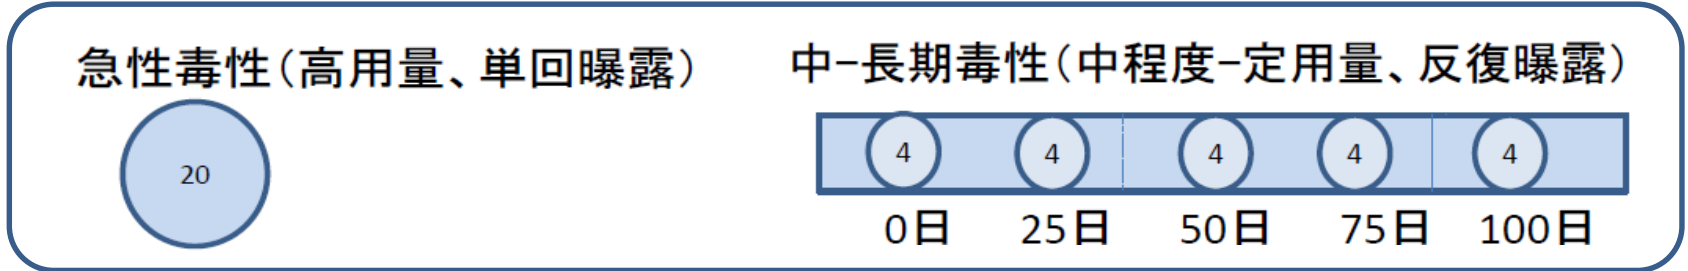 急性毒性（高用量、単回曝露）
20
中−長期毒性（中程度−定用量、反復曝露）
4 4 4 4 4
0日 25日 50日 75日 100日